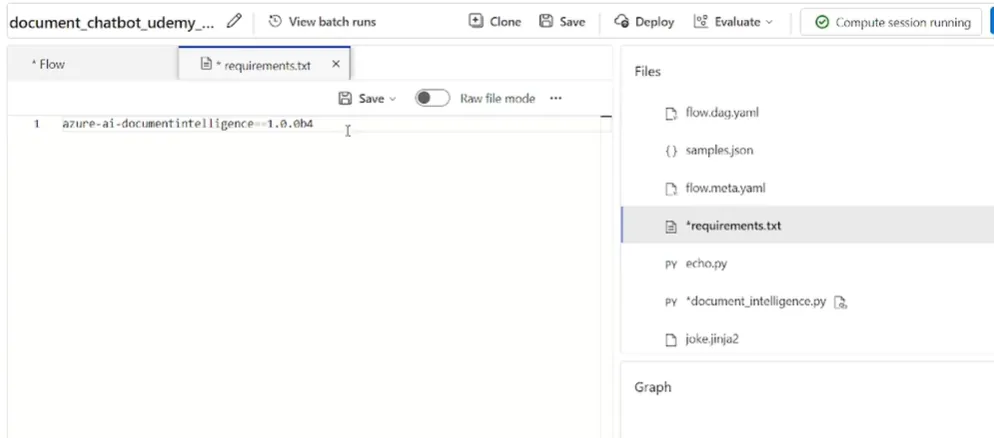 document_chatbot_udemy_... View batch runs Clone Save Deploy Evaluate Compute session running
* Flow * requirements.txt
Save Raw file mode ...
1 azure-ai-documentintelligence==1.0.0b4
Files
flow.dag.yaml
{} samples.json
flow.meta.yaml
*requirements.txt
PY echo.py
PY *document_intelligence.py
joke.jinja2
Graph